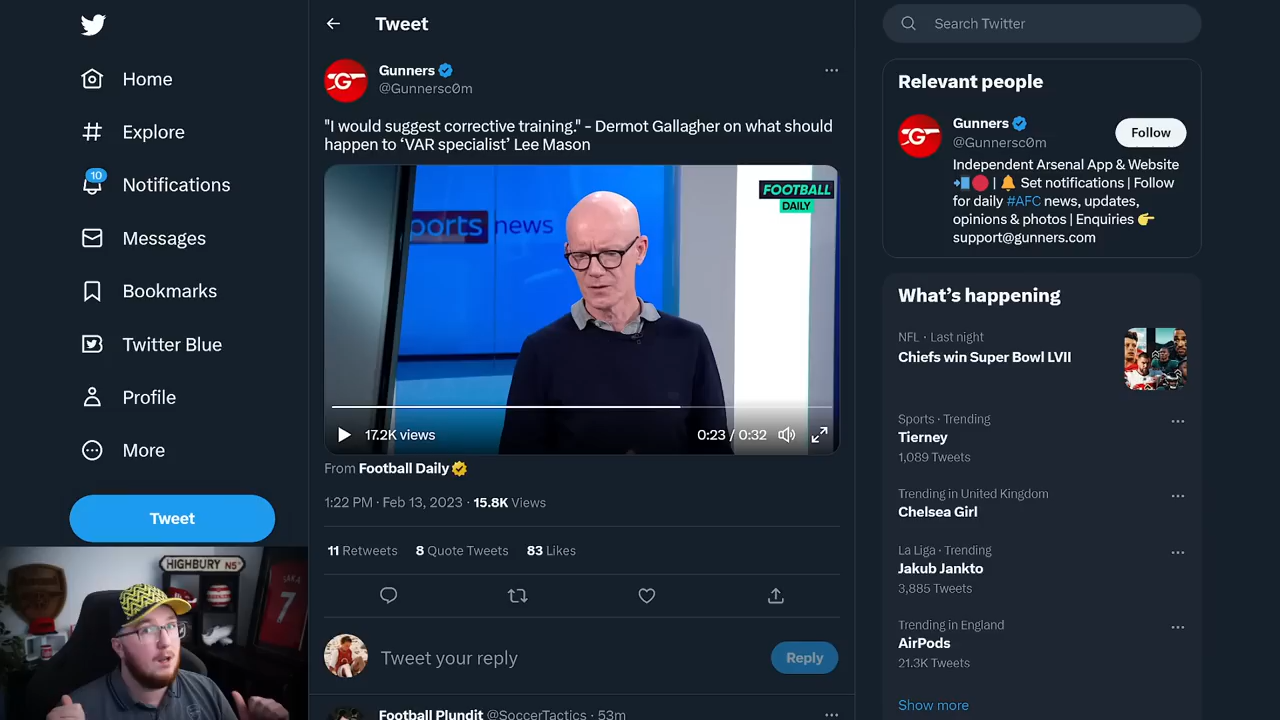 Home
Explore
10
Notifications
Messages
Bookmarks
Twitter Blue
Profile
More
Tweet
HIGHBURY N5
SAKA
7
Tweet
Gunners
@Gunnersc0m
"I would suggest corrective training." - Dermot Gallagher on what should
happen to ‘VAR specialist’ Lee Mason
ports news
FOOTBALL
DAILY
17.2K views
0:23 / 0:32
From Football Daily
1:22 PM · Feb 13, 2023 · 15.8K Views
11 Retweets 8 Quote Tweets 83 Likes
Tweet your reply
Reply
Football Plundit @SoccerTactics · 53m
Search Twitter
Relevant people
Gunners
@Gunnersc0m
Follow
Independent Arsenal App & Website
📲🔴 | 🔔 Set notifications | Follow
for daily #AFC news, updates,
opinions & photos | Enquiries 👉
support@gunners.com
What’s happening
NFL · Last night
Chiefs win Super Bowl LVII
Sports · Trending
Tierney
1,089 Tweets
Trending in United Kingdom
Chelsea Girl
La Liga · Trending
Jakub Jankto
3,885 Tweets
Trending in England
AirPods
21.3K Tweets
Show more